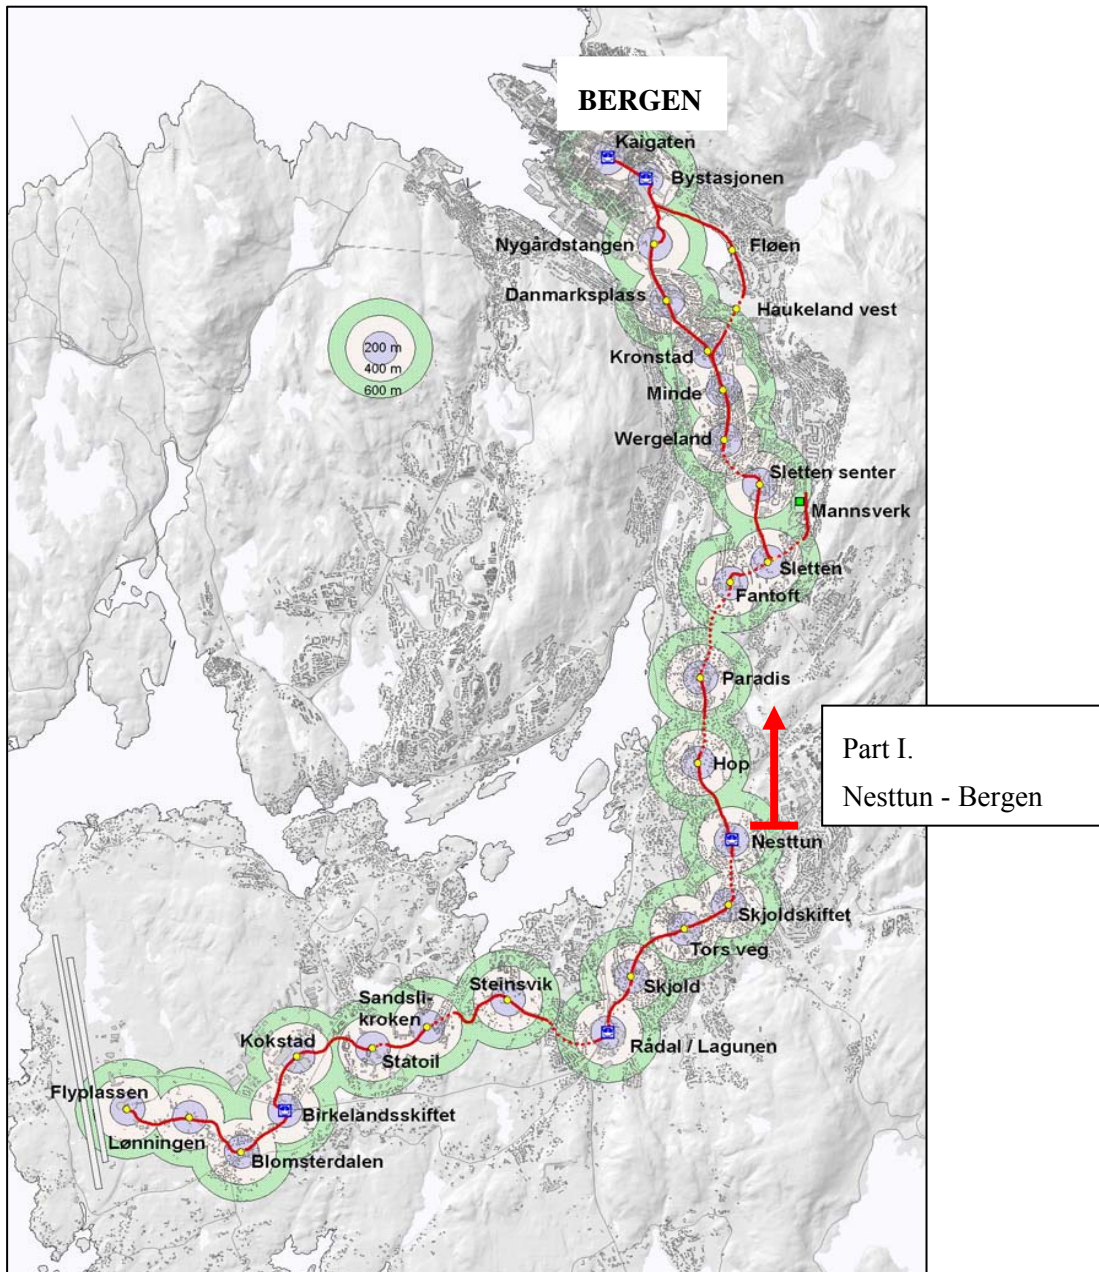 BERGEN
Kaigaten
Bystasjonen
Nygårdstangen
Fløen
Danmarksplass
Haukeland vest
200 m
400 m
600 m
Kronstad
Minde
Wergeland
Sletten senter
Mannsverk
Sletten
Fantoft
Paradis
Part I.
Nesttun - Bergen
Hop
Nesttun
Skjoldskiftet
Tors veg
Skjold
Steinsvik
Sandsli-
kroken
Rådal / Lagunen
Kokstad
Statoil
Flyplassen
Birkelandsskiftet
Lønningen
Blomsterdalen